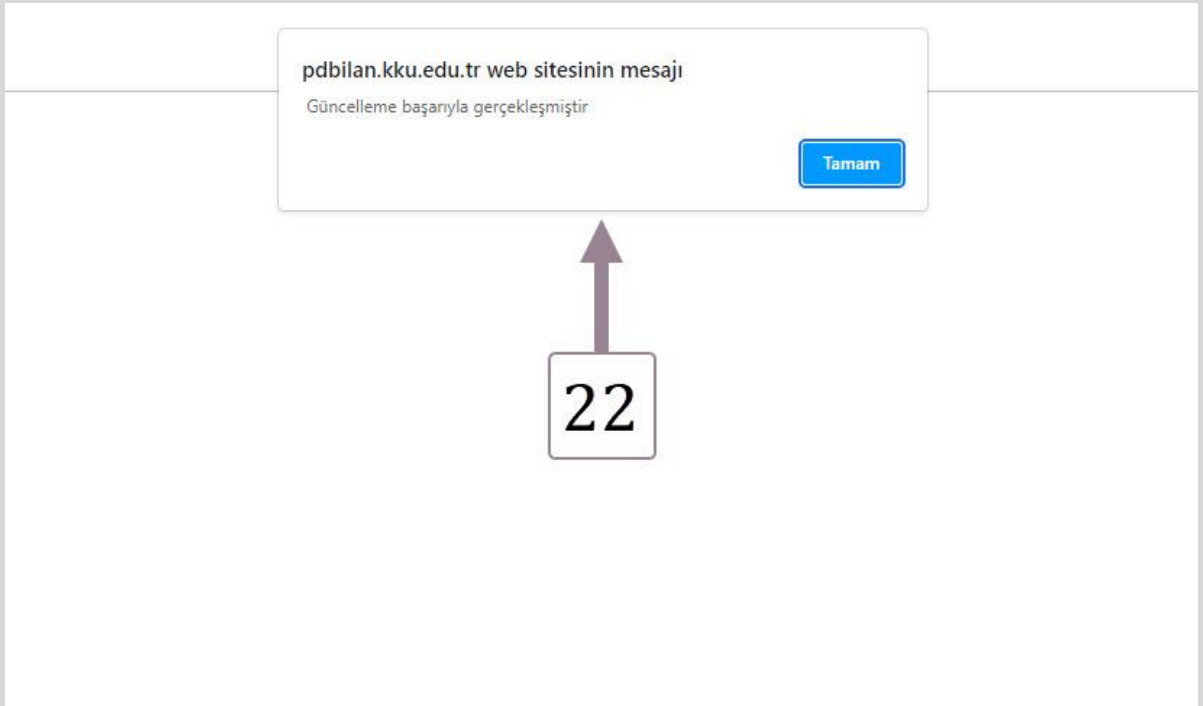 pdbilan.kku.edu.tr web sitesinin mesajı
Güncelleme başarıyla gerçekleşmiştir
Tamam
22